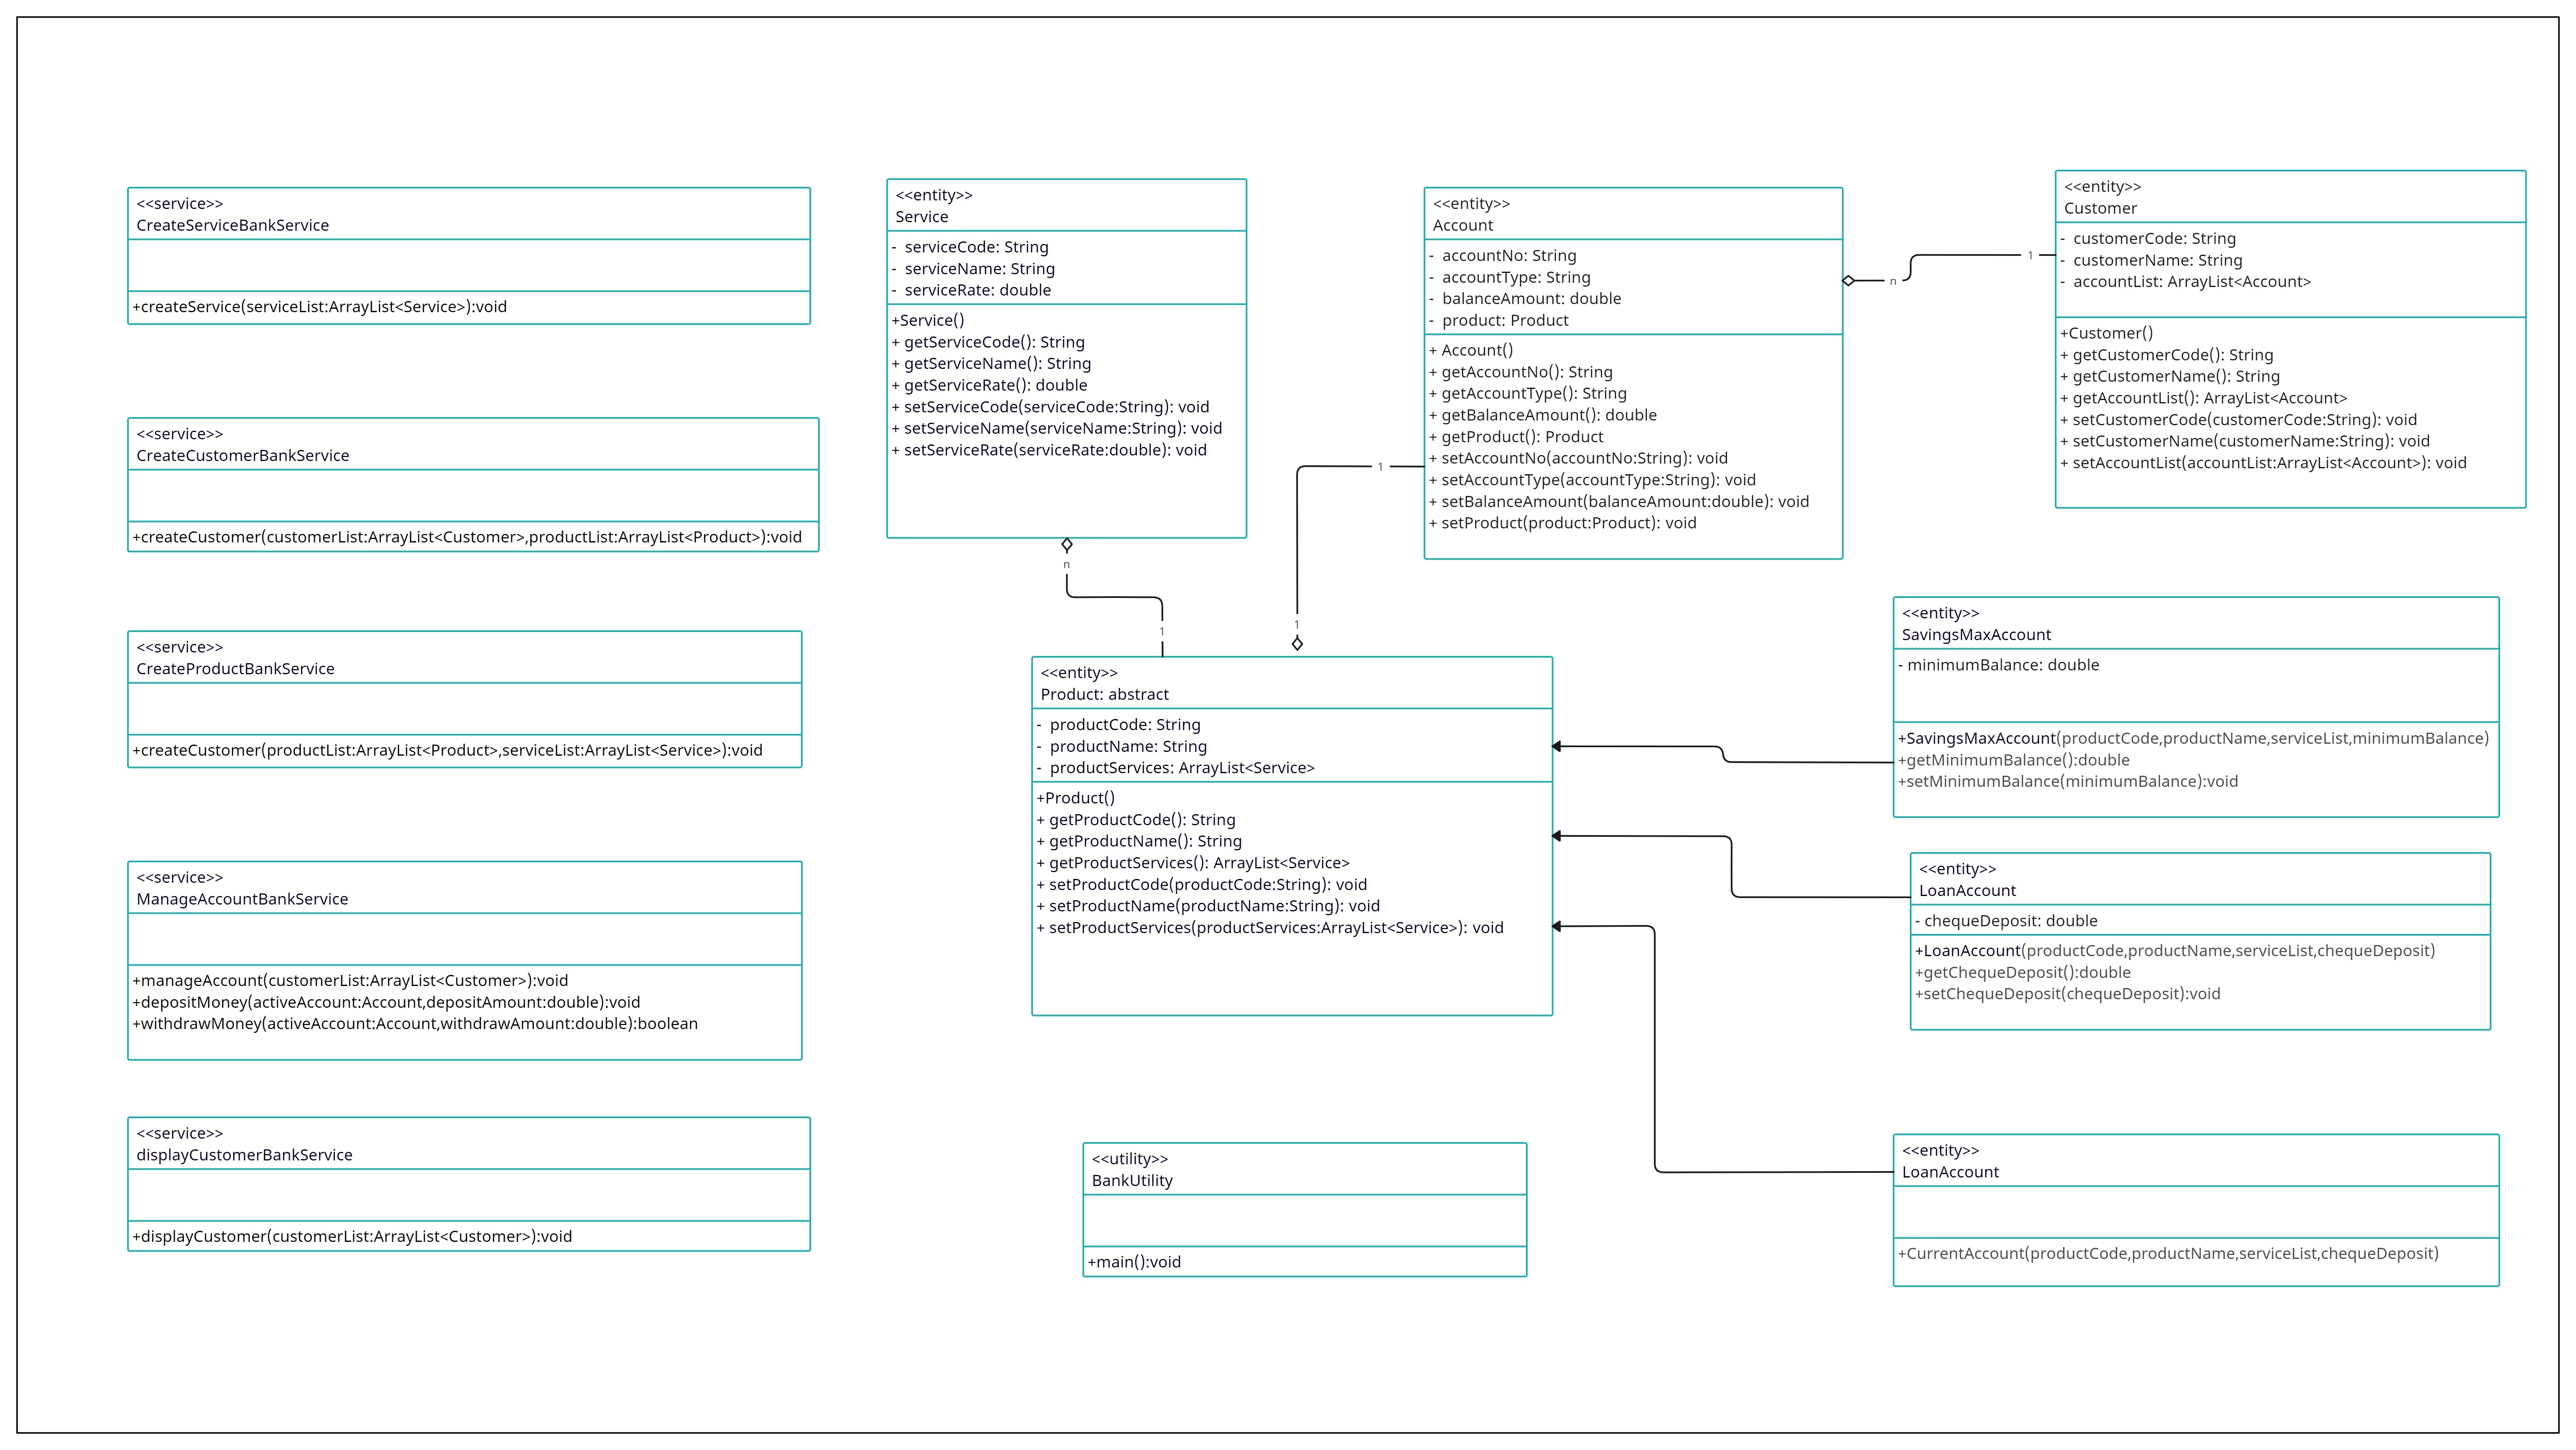 <<service>>
CreateServiceBankService
+createService(serviceList:ArrayList<Service>):void
<<service>>
CreateCustomerBankService
+createCustomer(customerList:ArrayList<Customer>,productList:ArrayList<Product>):void
<<service>>
CreateProductBankService
+createCustomer(productList:ArrayList<Product>,serviceList:ArrayList<Service>):void
<<service>>
ManageAccountBankService
+manageAccount(customerList:ArrayList<Customer>):void
+depositMoney(activeAccount:Account,depositAmount:double):void
+withdrawMoney(activeAccount:Account,withdrawAmount:double):boolean
<<service>>
displayCustomerBankService
+displayCustomer(customerList:ArrayList<Customer>):void
<<entity>>
Service
- serviceCode: String
- serviceName: String
- serviceRate: double
+Service()
+ getServiceCode(): String
+ getServiceName(): String
+ getServiceRate(): double
+ setServiceCode(serviceCode:String): void
+ setServiceName(serviceName:String): void
+ setServiceRate(serviceRate:double): void
n
1
<<entity>>
Account
- accountNo: String
- accountType: String
- balanceAmount: double
- product: Product
+ Account()
+ getAccountNo(): String
+ getAccountType(): String
+ getBalanceAmount(): double
+ getProduct(): Product
+ setAccountNo(accountNo:String): void
+ setAccountType(accountType:String): void
+ setBalanceAmount(balanceAmount:double): void
+ setProduct(product:Product): void
1
1
n
1
<<entity>>
Customer
- customerCode: String
- customerName: String
- accountList: ArrayList<Account>
+Customer()
+ getCustomerCode(): String
+ getCustomerName(): String
+ getAccountList(): ArrayList<Account>
+ setCustomerCode(customerCode:String): void
+ setCustomerName(customerName:String): void
+ setAccountList(accountList:ArrayList<Account>): void
<<entity>>
Product: abstract
- productCode: String
- productName: String
- productServices: ArrayList<Service>
+Product()
+ getProductCode(): String
+ getProductName(): String
+ getProductServices(): ArrayList<Service>
+ setProductCode(productCode:String): void
+ setProductName(productName:String): void
+ setProductServices(productServices:ArrayList<Service>): void
<<entity>>
SavingsMaxAccount
- minimumBalance: double
+SavingsMaxAccount(productCode,productName,serviceList,minimumBalance)
+getMinimumBalance():double
+setMinimumBalance(minimumBalance):void
<<entity>>
LoanAccount
- chequeDeposit: double
+LoanAccount(productCode,productName,serviceList,chequeDeposit)
+getChequeDeposit():double
+setChequeDeposit(chequeDeposit):void
<<utility>>
BankUtility
+main():void
<<entity>>
LoanAccount
+CurrentAccount(productCode,productName,serviceList,chequeDeposit)